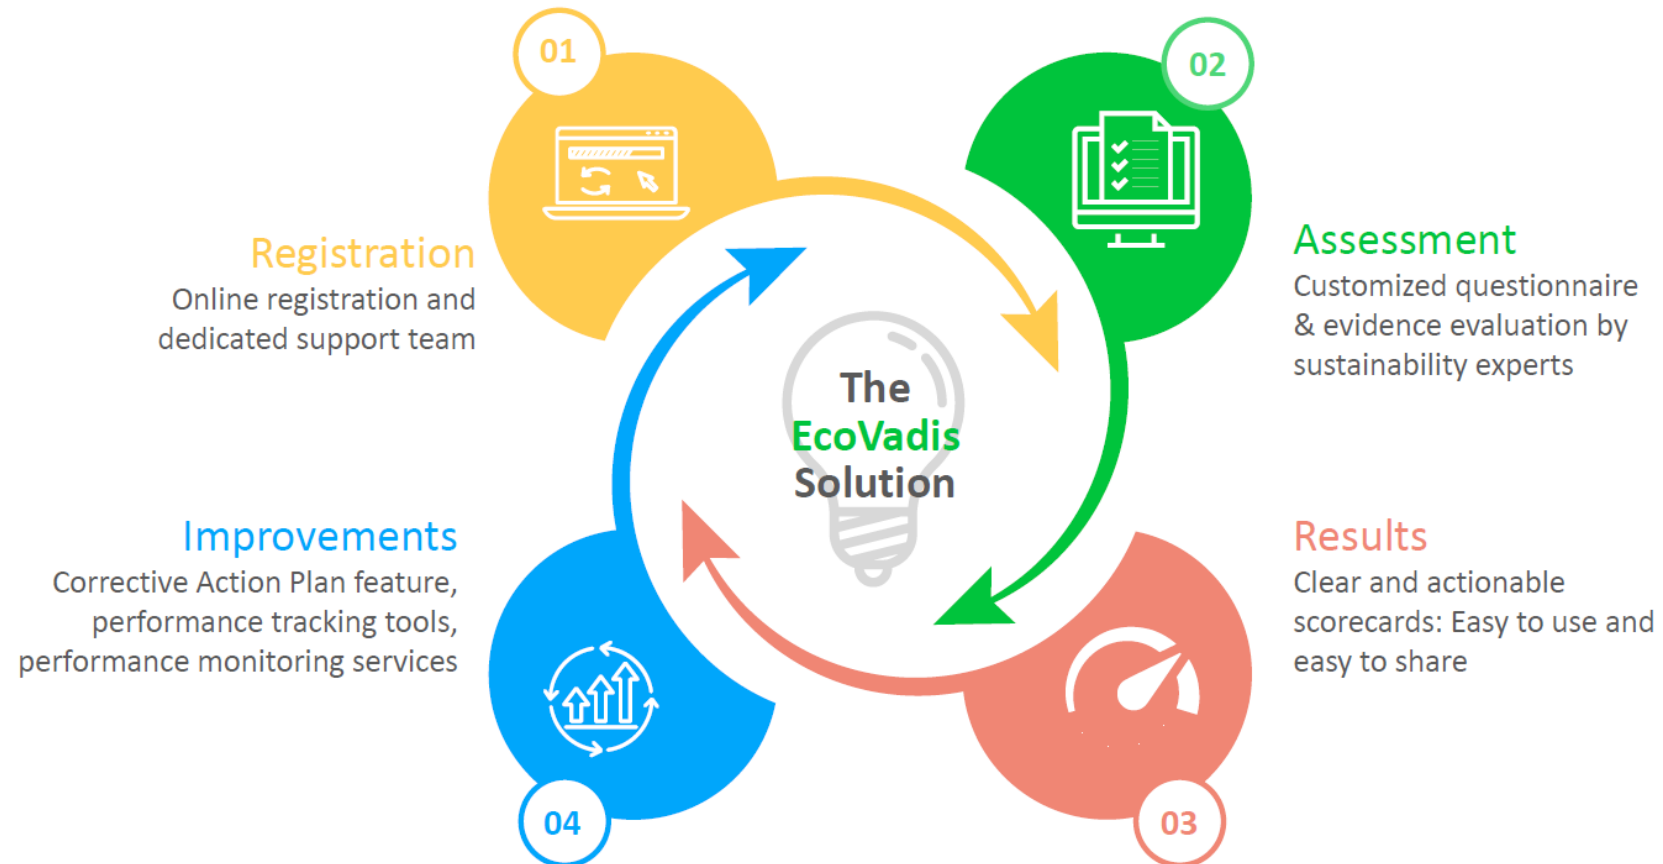 01
Registration
Online registration and
dedicated support team
02
Assessment
Customized questionnaire
& evidence evaluation by
sustainability experts
The
EcoVadis
Solution
03
Results
Clear and actionable
scorecards: Easy to use and
easy to share
04
Improvements
Corrective Action Plan feature,
performance tracking tools,
performance monitoring services